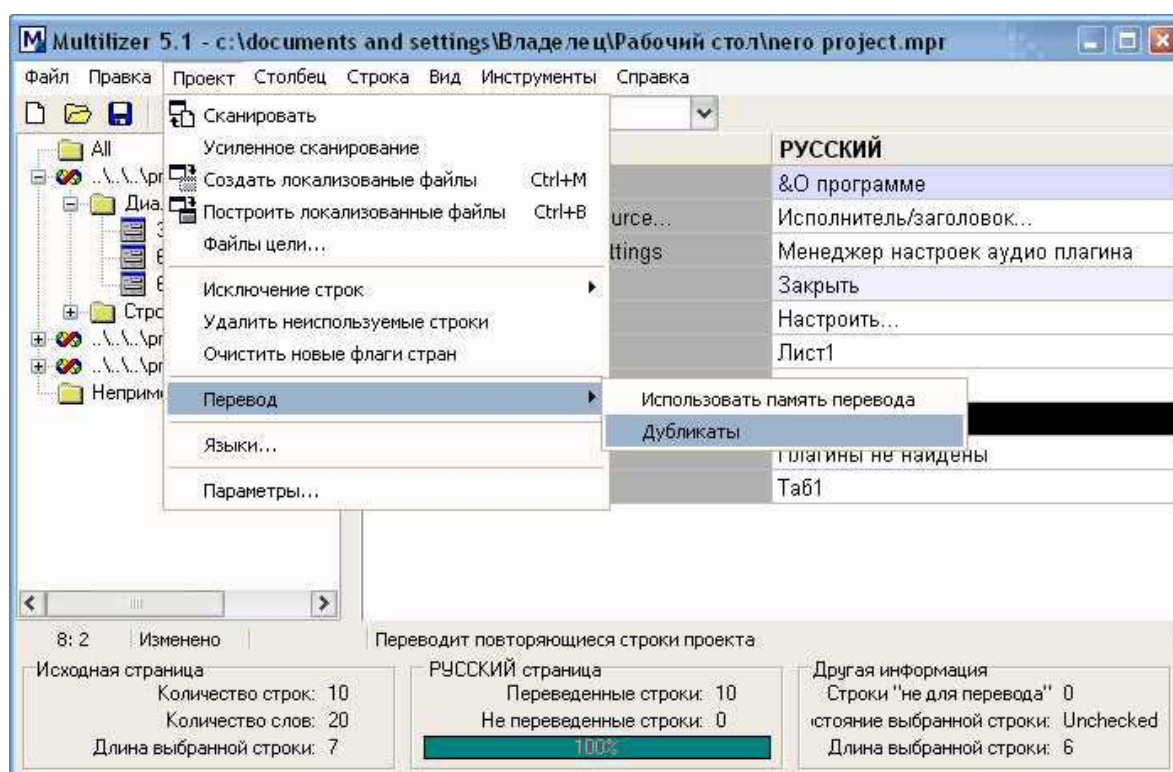 Multilizer 5.1 - c:\documents and settings\Владелец\Рабочий стол\nero project.mpr
Файл Правка Проект Столбец Строка Вид Инструменты Справка
Сканировать
Усиленное сканирование
Создать локализованые файлы Ctrl+M
Построить локализованные файлы Ctrl+B
Файлы цели...
Исключение строк
Удалить неиспользуемые строки
Очистить новые флаги стран
Перевод
Языки...
Параметры...
Использовать память перевода
Дубликаты
All
..\..\..\pr
Диа
Стро
..\..\..\pr
..\..\..\pr
Неприм
urce...
ttings
РУССКИЙ
&О программе
Исполнитель/заголовок...
Менеджер настроек аудио плагина
Закрыть
Настроить...
Лист1
Плагины не найдены
Таб1
8: 2 Изменено Переводит повторяющиеся строки проекта
Исходная страница
Количество строк: 10
Количество слов: 20
Длина выбранной строки: 7
РУССКИЙ страница
Переведенные строки: 10
Не переведенные строки: 0
100%
Другая информация
Строки "не для перевода" 0
стояние выбранной строки: Unchecked
Длина выбранной строки: 6